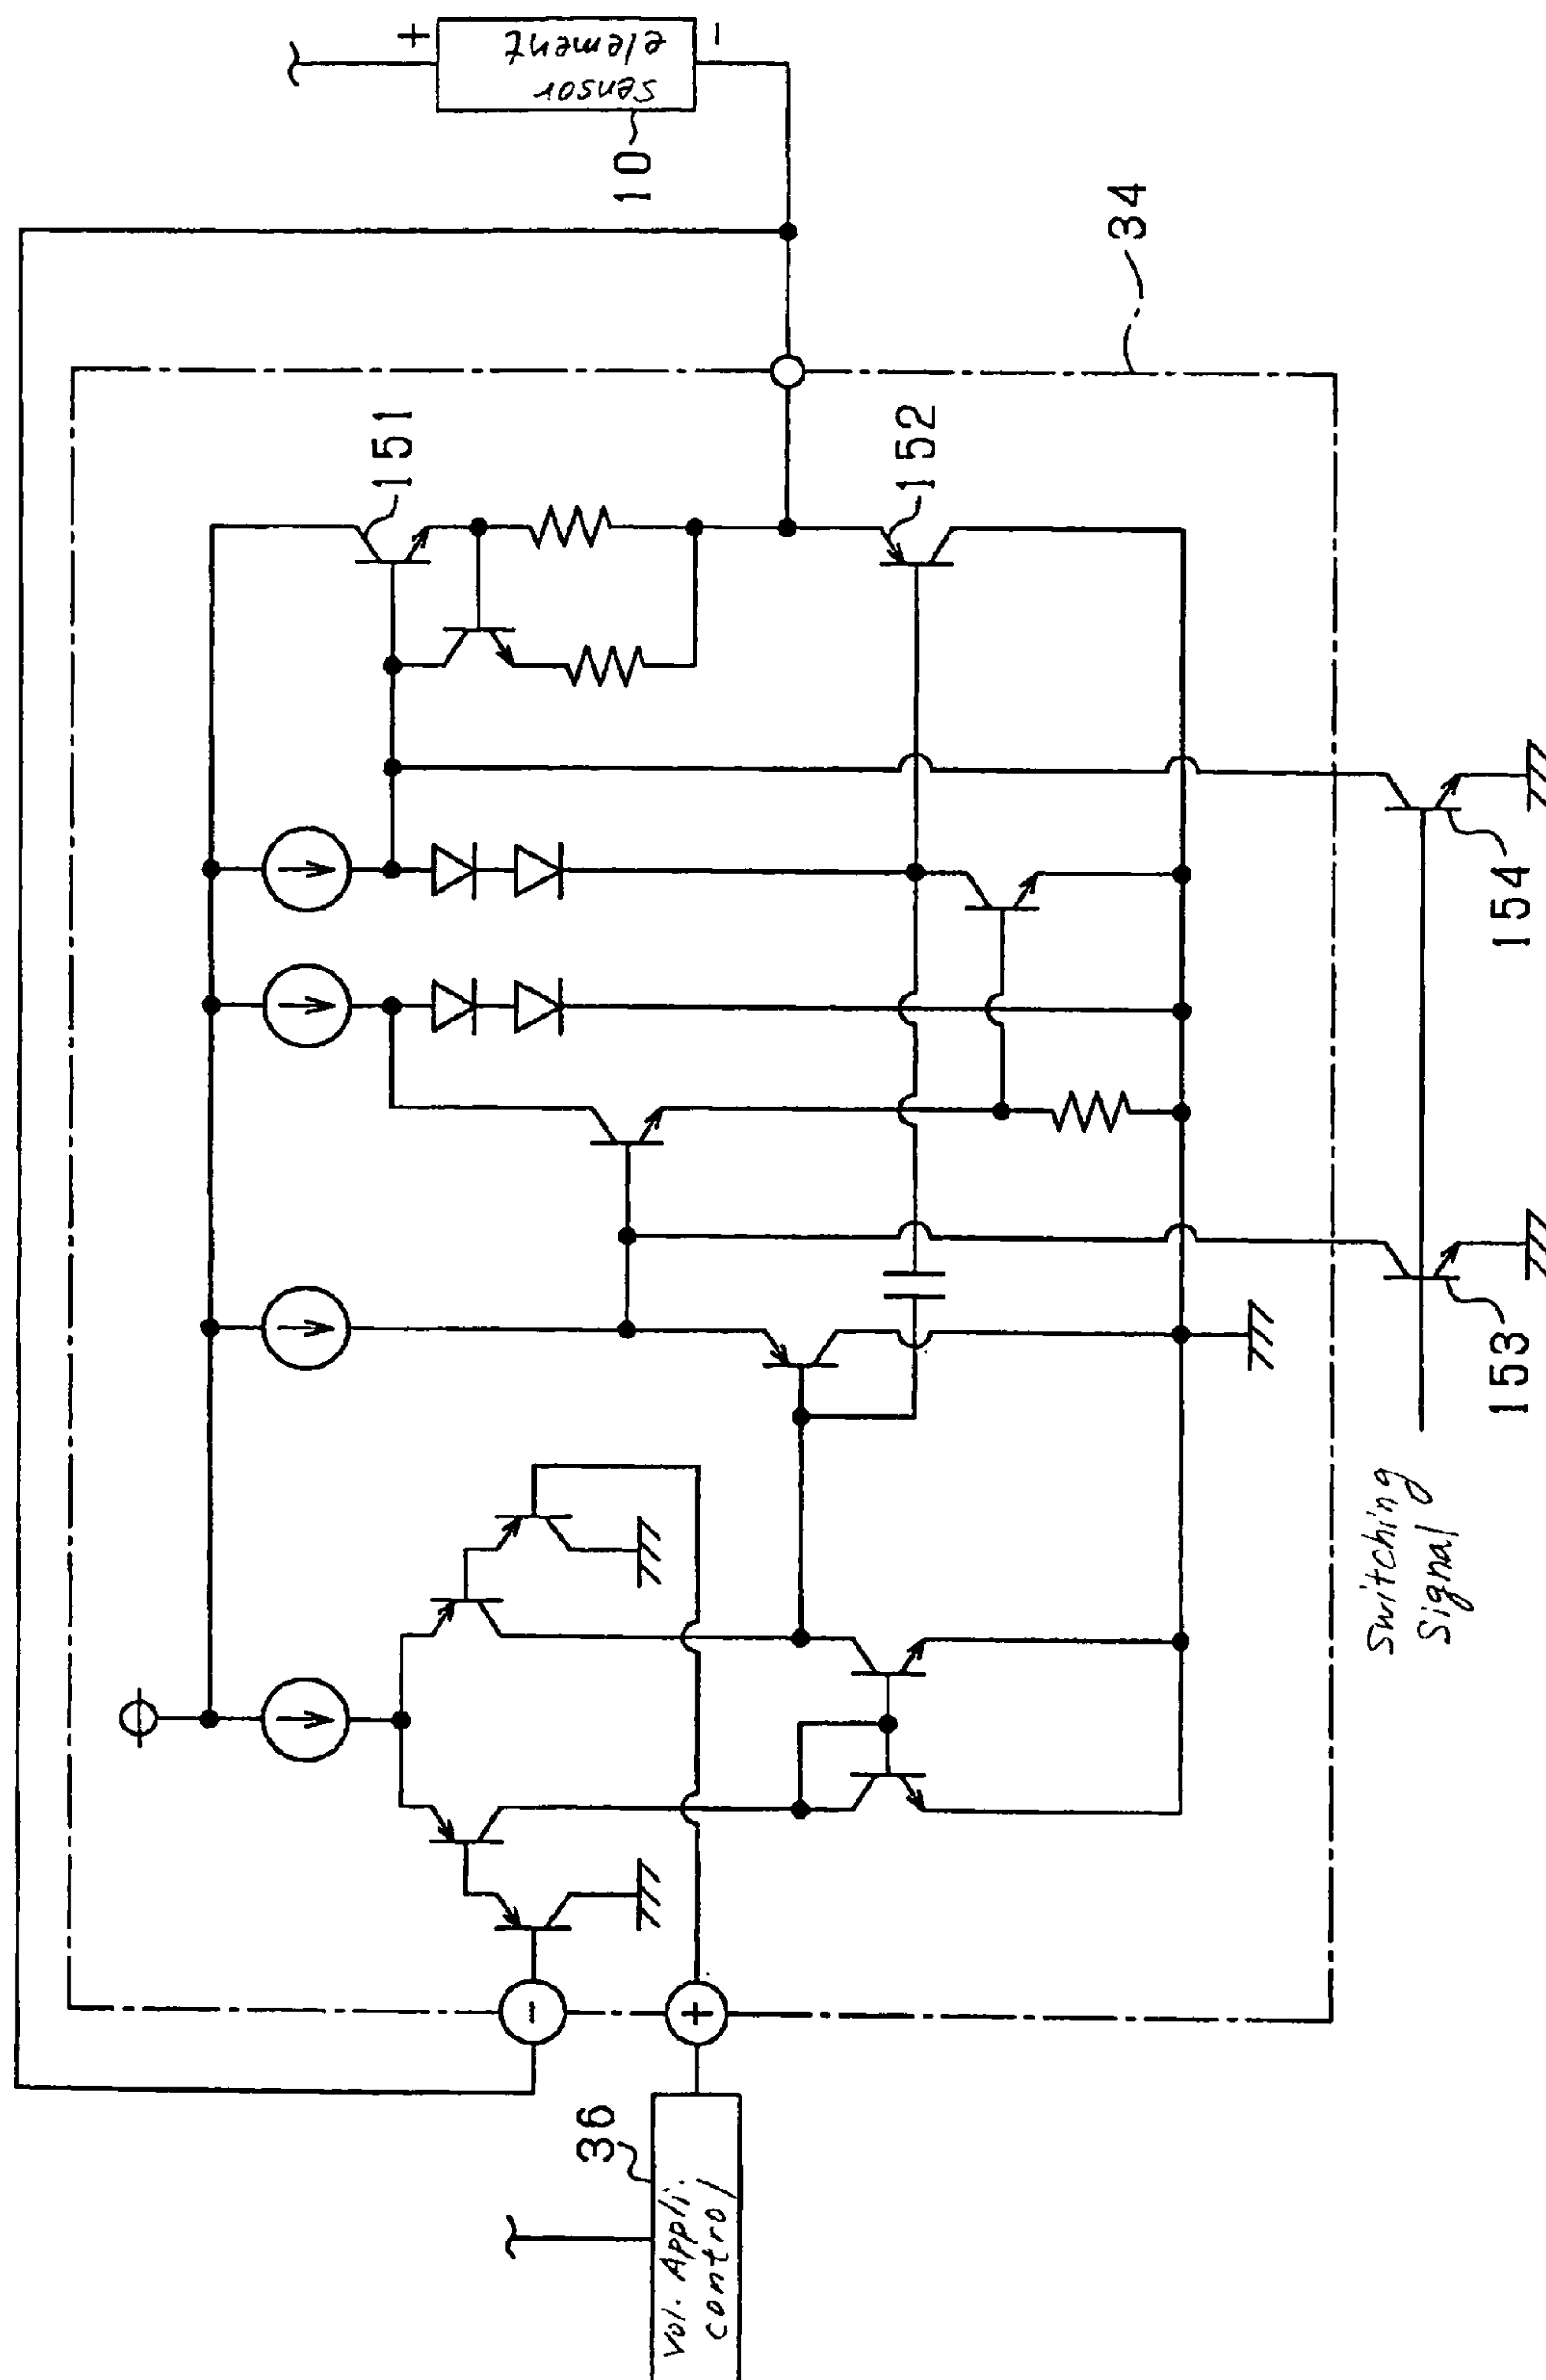 +
-
sensor
element
10
34
151
152
154
153
Switching
Signal
-
+
36
Vol. Appli.
control